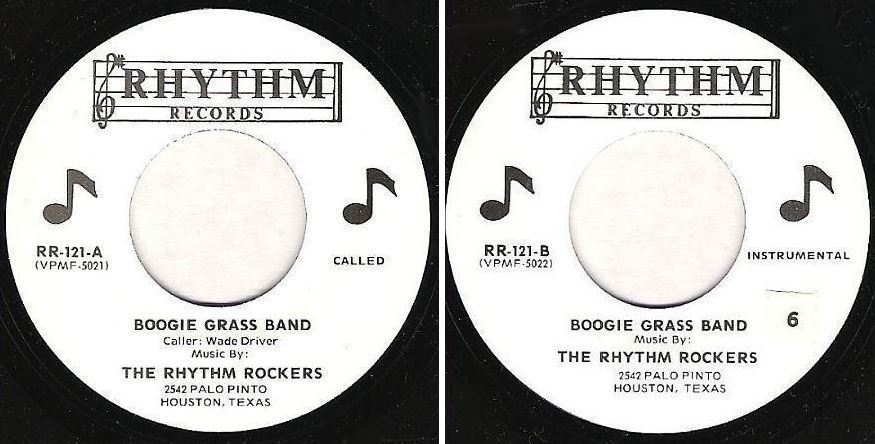 RHYTHM
RECORDS
RR-121-A
(VPMF-5021)
CALLED
BOOGIE GRASS BAND
Caller: Wade Driver
Music By:
THE RHYTHM ROCKERS
2542 PALO PINTO
HOUSTON, TEXAS
RHYTHM
RECORDS
RR-121-B
(VPMF-5022)
INSTRUMENTAL
6
BOOGIE GRASS BAND
Music By:
THE RHYTHM ROCKERS
2542 PALO PINTO
HOUSTON, TEXAS